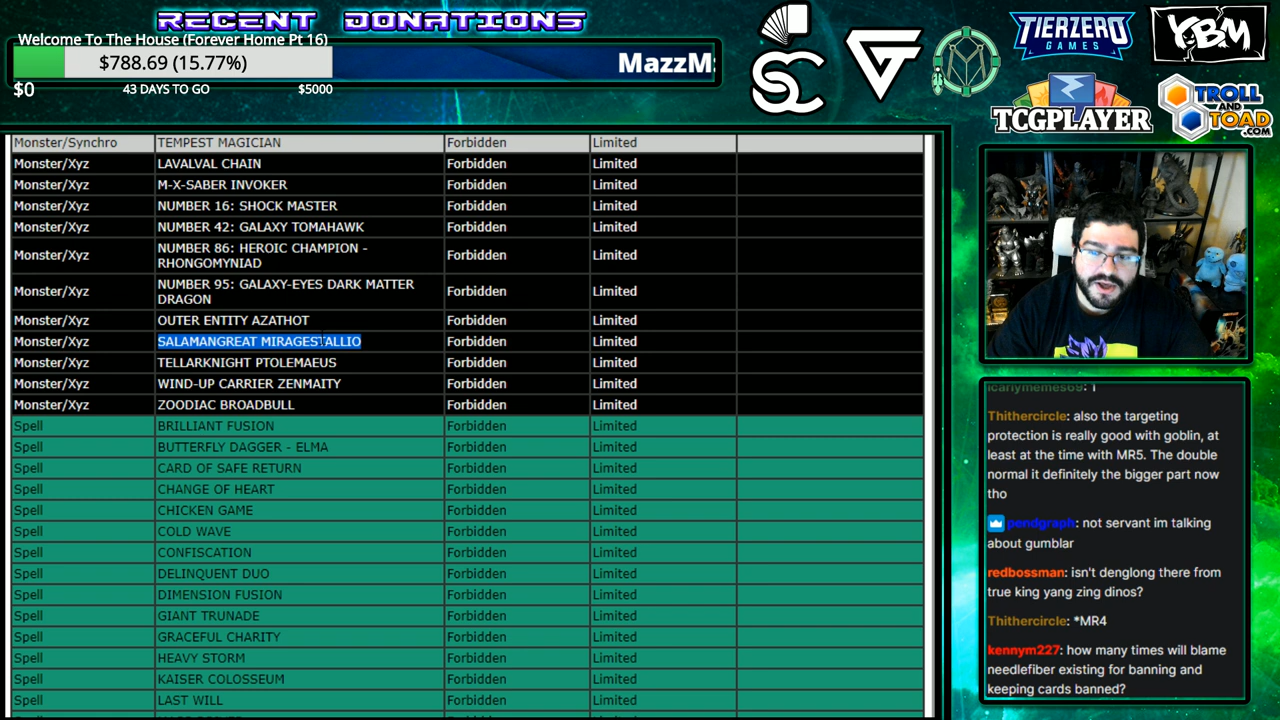 RECENT DONATIONS
Welcome To The House (Forever Home Pt 16)
$788.69 (15.77%)
MazzM
$0
43 DAYS TO GO
$5000
SC
TIERZERO
GAMES
YBM
TCGPLAYER
TROLL
AND
TOAD
.COM
Monster/Synchro TEMPEST MAGICIAN Forbidden Limited
Monster/Xyz LAVALVAL CHAIN Forbidden Limited
Monster/Xyz M-X-SABER INVOKER Forbidden Limited
Monster/Xyz NUMBER 16: SHOCK MASTER Forbidden Limited
Monster/Xyz NUMBER 42: GALAXY TOMAHAWK Forbidden Limited
Monster/Xyz NUMBER 86: HEROIC CHAMPION - Forbidden Limited
RHONGOMYNIAD
Monster/Xyz NUMBER 95: GALAXY-EYES DARK MATTER Forbidden Limited
DRAGON
Monster/Xyz OUTER ENTITY AZATHOT Forbidden Limited
Monster/Xyz SALAMANGREAT MIRAGESTALLIO Forbidden Limited
Monster/Xyz TELLARKNIGHT PTOLEMAEUS Forbidden Limited
Monster/Xyz WIND-UP CARRIER ZENMAITY Forbidden Limited
Monster/Xyz ZOODIAC BROADBULL Forbidden Limited
Spell BRILLIANT FUSION Forbidden Limited
Spell BUTTERFLY DAGGER - ELMA Forbidden Limited
Spell CARD OF SAFE RETURN Forbidden Limited
Spell CHANGE OF HEART Forbidden Limited
Spell CHICKEN GAME Forbidden Limited
Spell COLD WAVE Forbidden Limited
Spell CONFISCATION Forbidden Limited
Spell DELINQUENT DUO Forbidden Limited
Spell DIMENSION FUSION Forbidden Limited
Spell GIANT TRUNADE Forbidden Limited
Spell GRACEFUL CHARITY Forbidden Limited
Spell HEAVY STORM Forbidden Limited
Spell KAISER COLOSSEUM Forbidden Limited
Spell LAST WILL Forbidden Limited
Thithercircle: also the targeting
protection is really good with goblin, at
least at the time with MR5. The double
normal it definitely the bigger part now
tho
pendgraph: not servant im talking
about gumblar
redbossman: isn't denglong there from
true king yang zing dinos?
Thithercircle: *MR4
kennym227: how many times will blame
needlefiber existing for banning and
keeping cards banned?